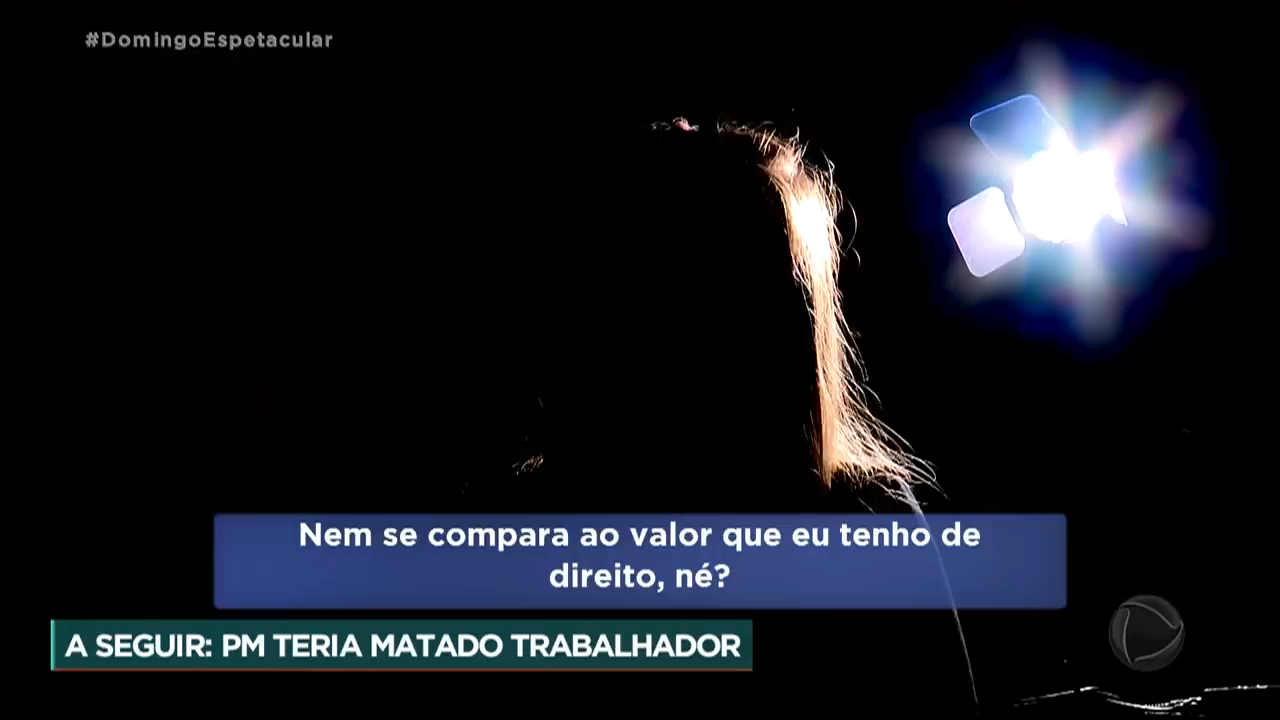 #DomingoEspetacular
Nem se compara ao valor que eu tenho de
direito, né?
A SEGUIR: PM TERIA MATADO TRABALHADOR